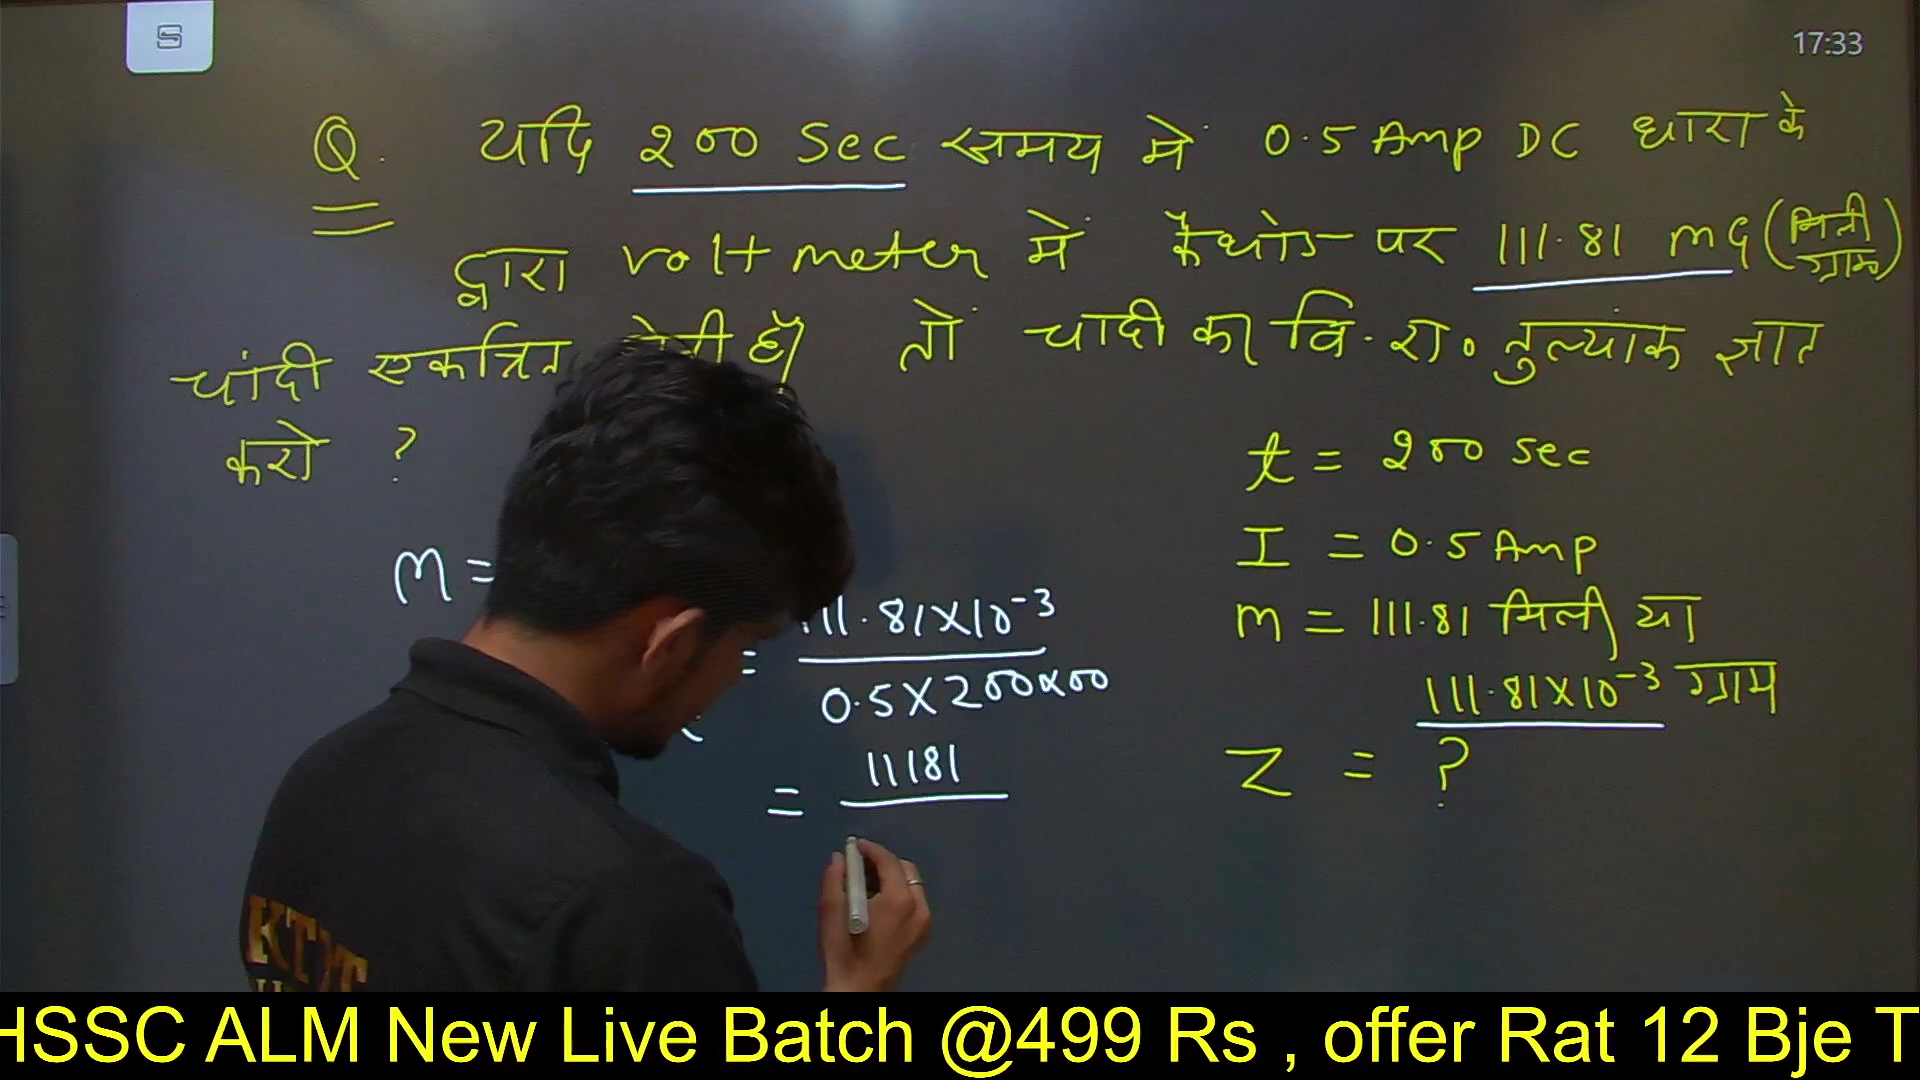 17:33
Q. यदि 200 Sec समय में 0.5 Amp DC धारा के
द्वारा voltmeter में कैथोड पर 111.81 mg (मिली ग्राम)
चांदी एकत्रित होती है तो चादी का वि. रा. तुल्यांक ज्ञात
करो ?
t = 200 sec
I = 0.5 Amp
m = 111.81 मिली या
111.81×10⁻³ ग्राम
Z = ?
m =
= 111.81×10⁻³
0.5×200×00
= 11181
HSSC ALM New Live Batch @499 Rs , offer Rat 12 Bje T